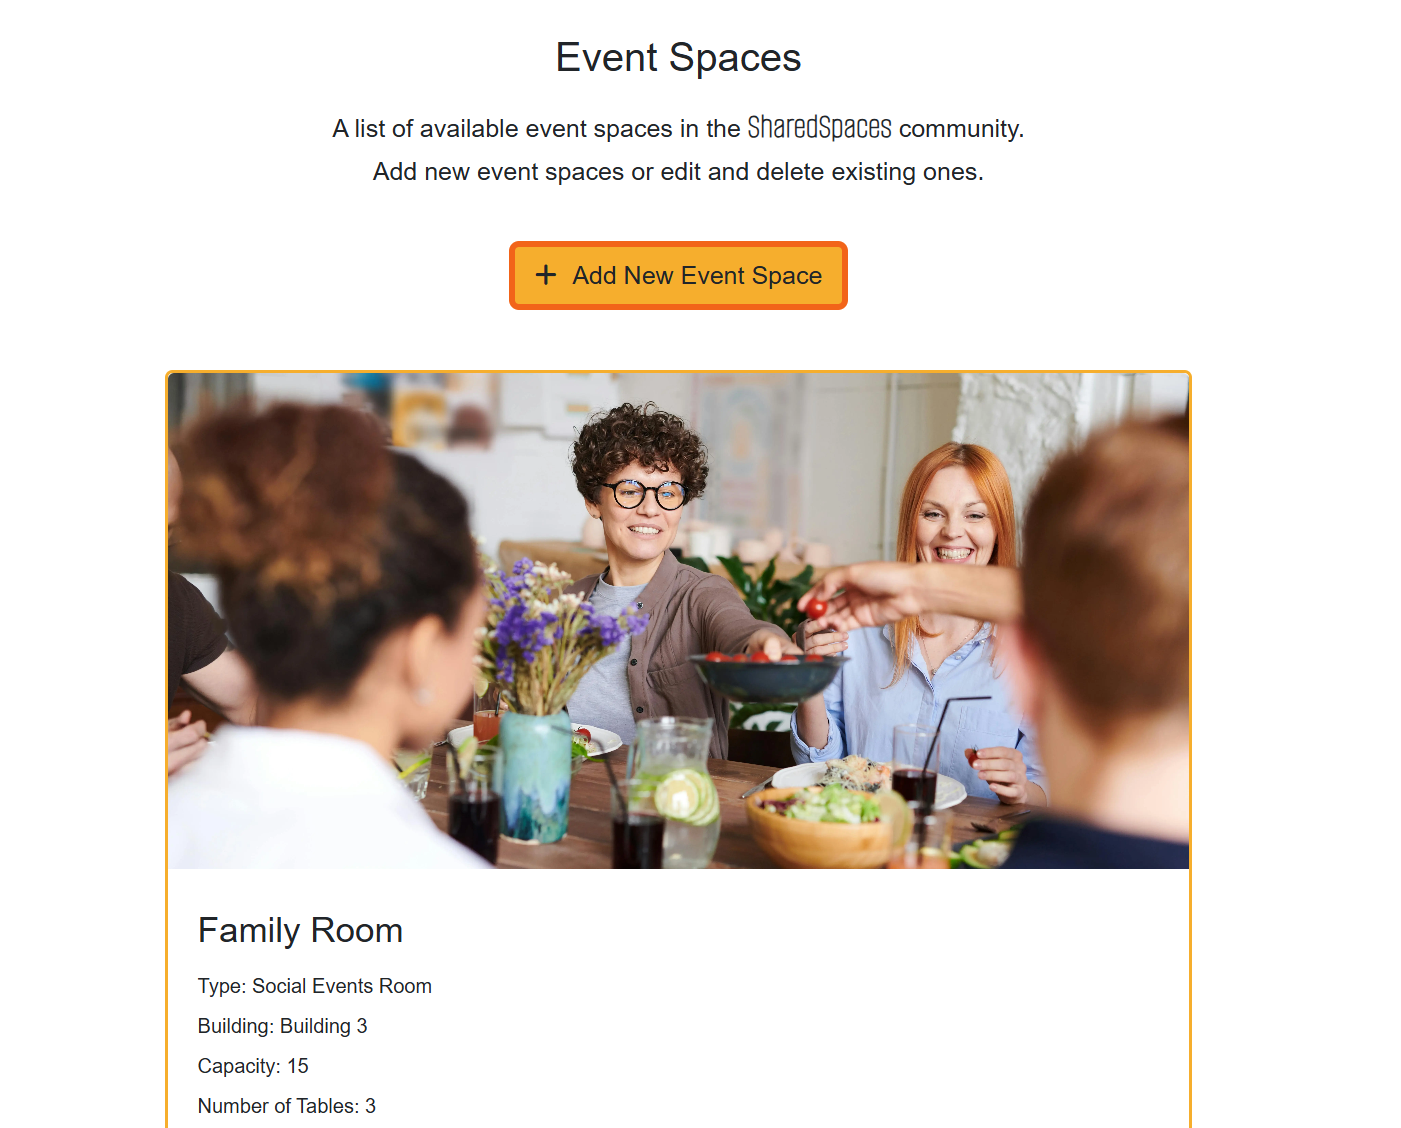 Event Spaces
A list of available event spaces in the SharedSpaces community.
Add new event spaces or edit and delete existing ones.
+ Add New Event Space
Family Room
Type: Social Events Room
Building: Building 3
Capacity: 15
Number of Tables: 3